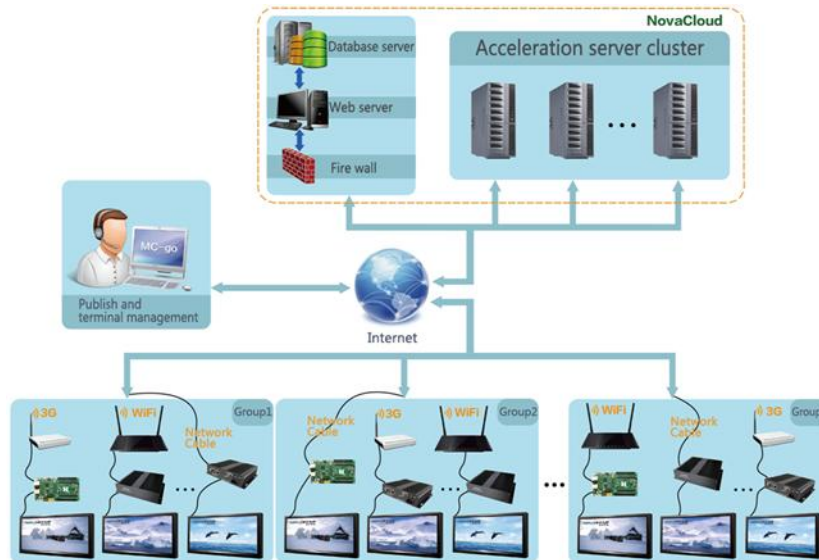 NovaCloud
Database server
Web server
Fire wall
Acceleration server cluster
MC-go
Publish and
terminal management
Internet
3G
WiFi
Network
Cable
Group1
Network
Cable
3G
WiFi
Group2
WiFi
Network
Cable
3G
Group